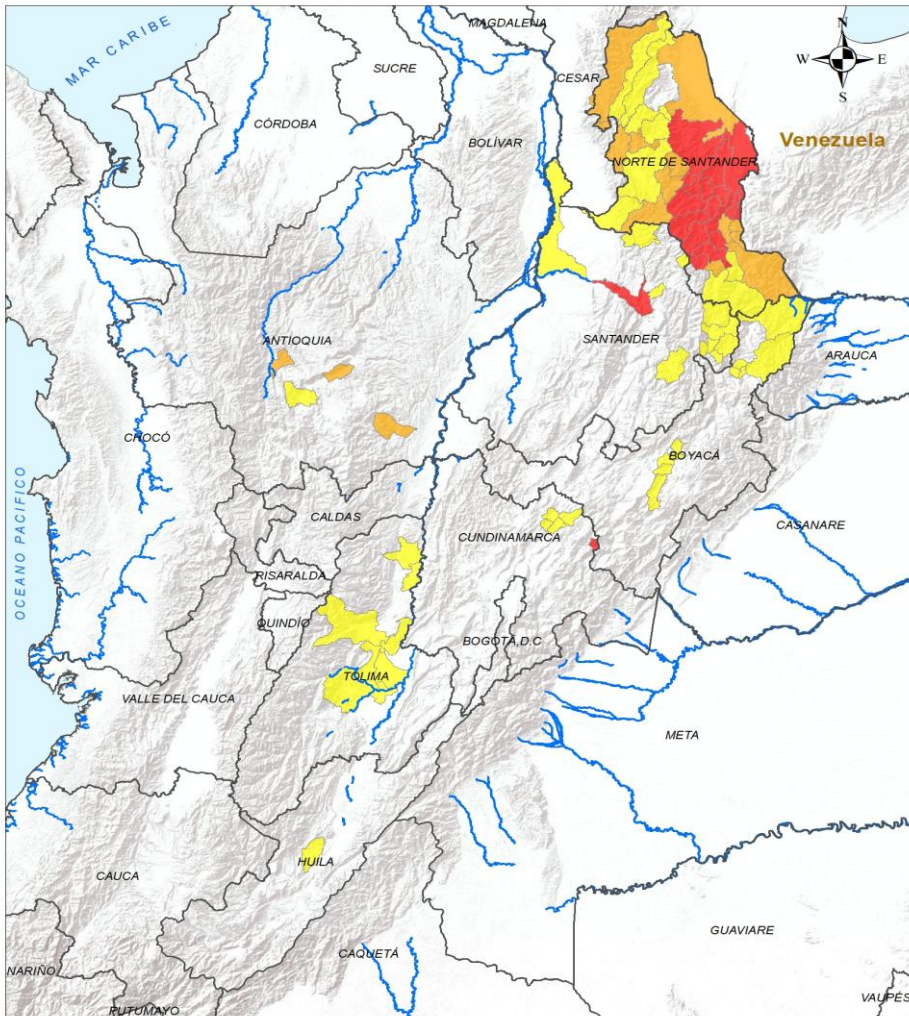 MAGDALENA
N
MAR CARIBE
W
E
SUCRE
CESAR
S
CÓRDOBA
BOLÍVAR
Venezuela
NORTE DE SANTANDER
ANTIOQUIA
SANTANDER
ARAUCA
CHOCÓ
BOYACÁ
OCEANO PACIFICO
CALDAS
CUNDINAMARCA
CASANARE
RISARALDA
QUINDÍO
BOGOTÁ, D.C
TOLIMA
VALLE DEL CAUCA
META
HUILA
CAUCA
GUAVIARE
CAQUETÁ
NARIÑO
VAUPÉS
PUTUMAYO